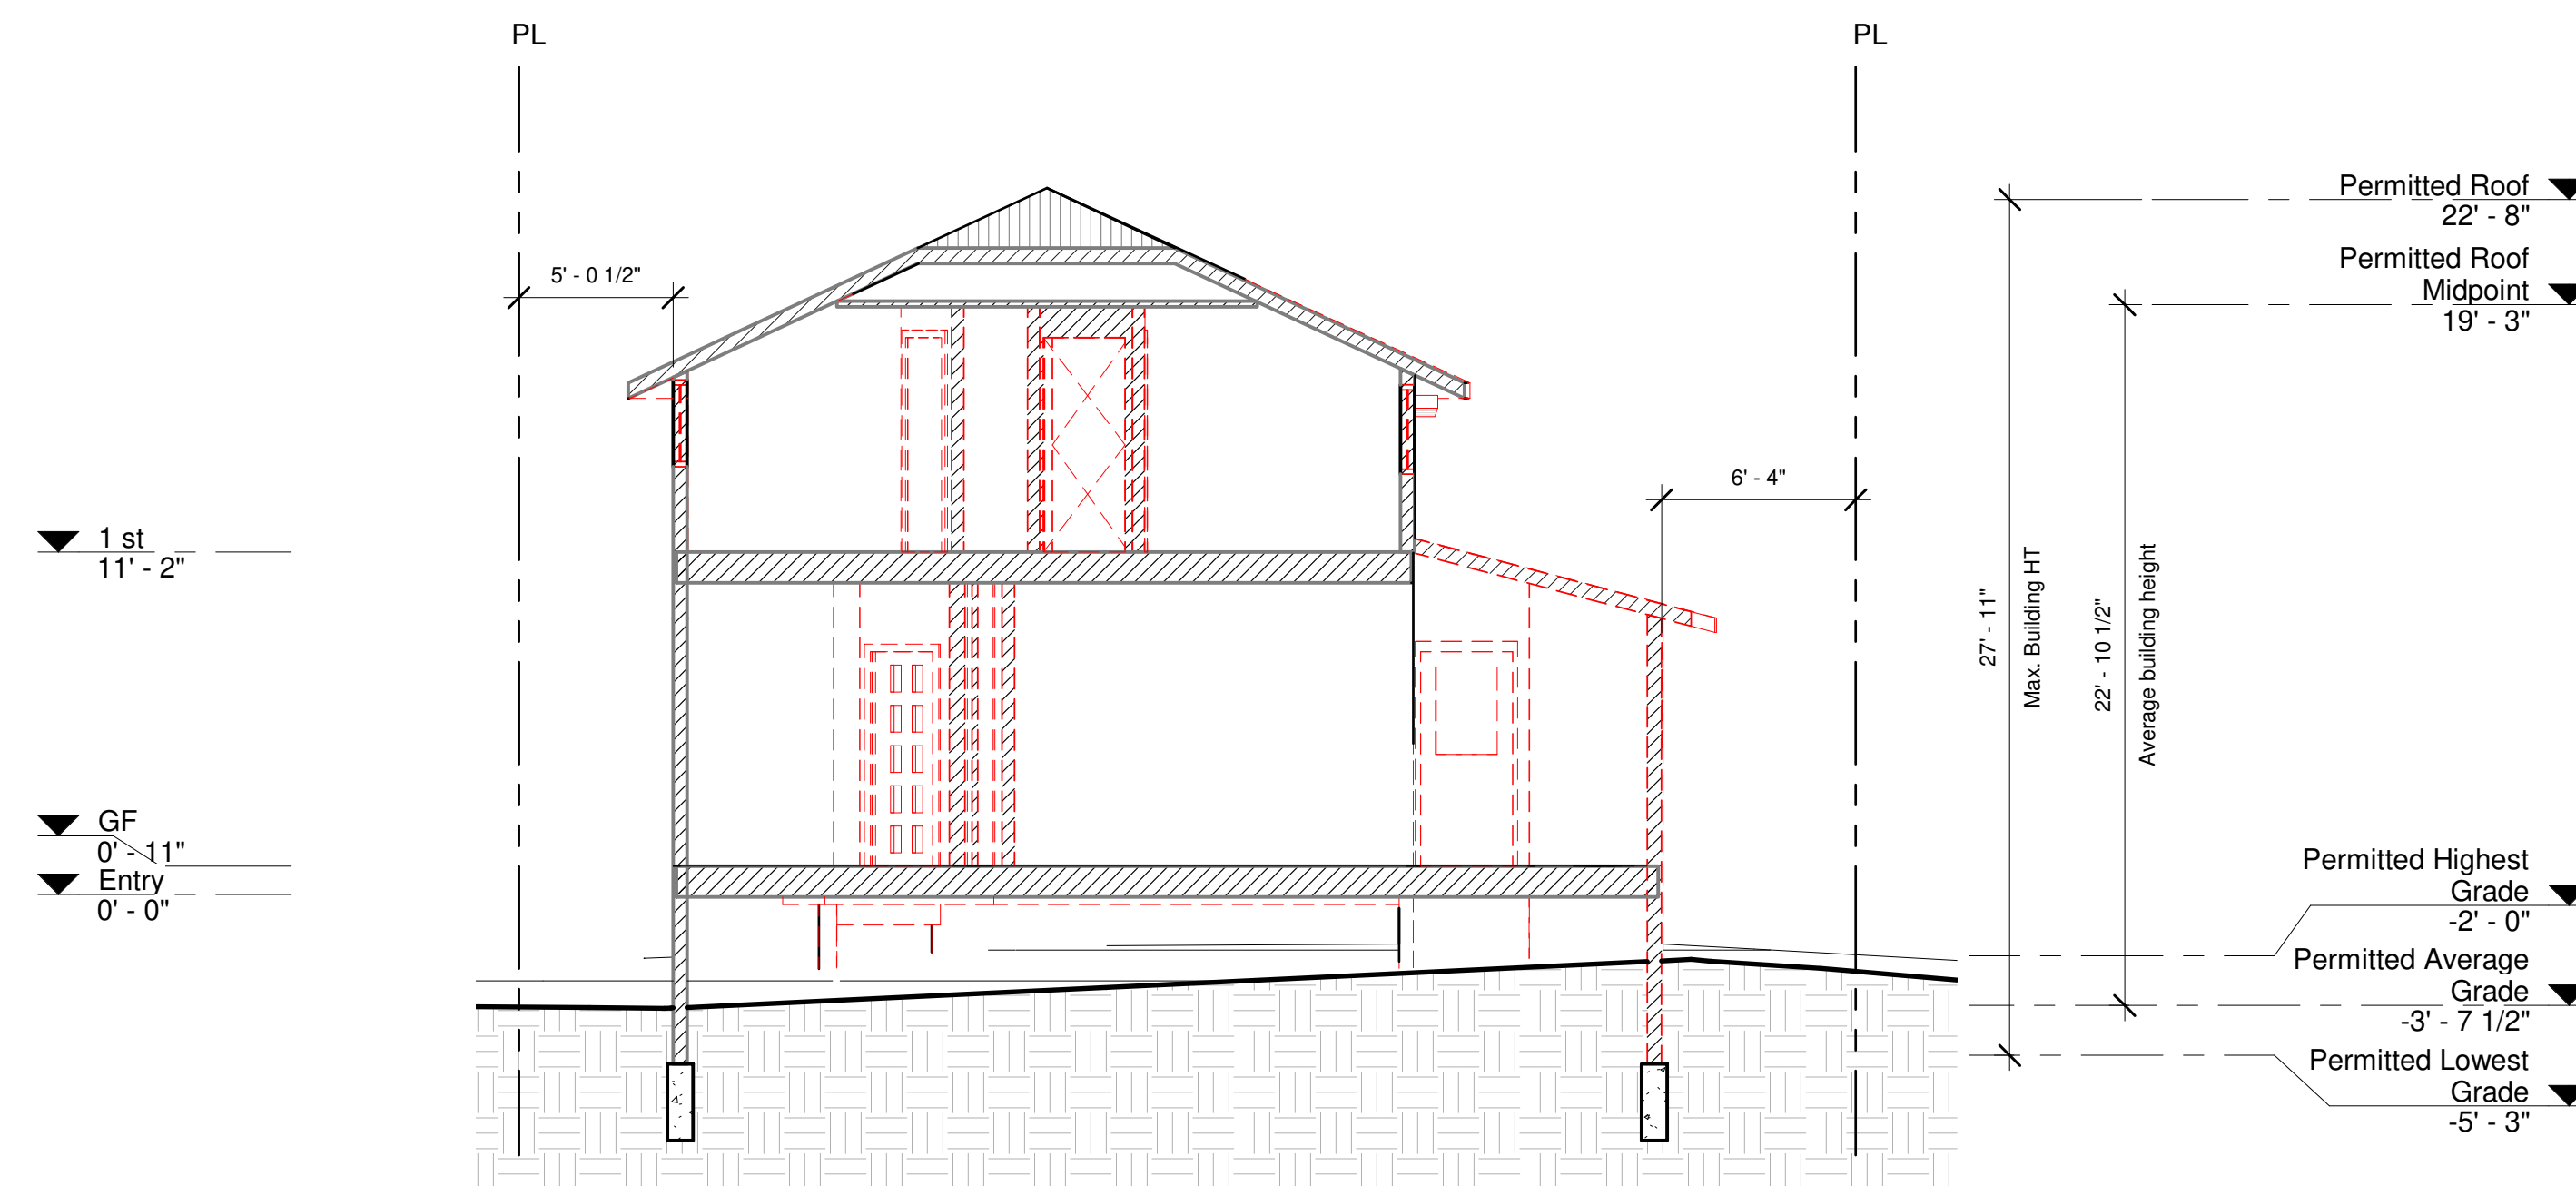 PL
PL
5' - 0 1/2"
6' - 4"
1 st
11' - 2"
GF
0' - 11"
Entry
0' - 0"
27' - 11"
Max. Building HT
22' - 10 1/2"
Average building height
Permitted Roof
22' - 8"
Permitted Roof
Midpoint
19' - 3"
Permitted Highest
Grade
-2' - 0"
Permitted Average
Grade
-3' - 7 1/2"
Permitted Lowest
Grade
-5' - 3"